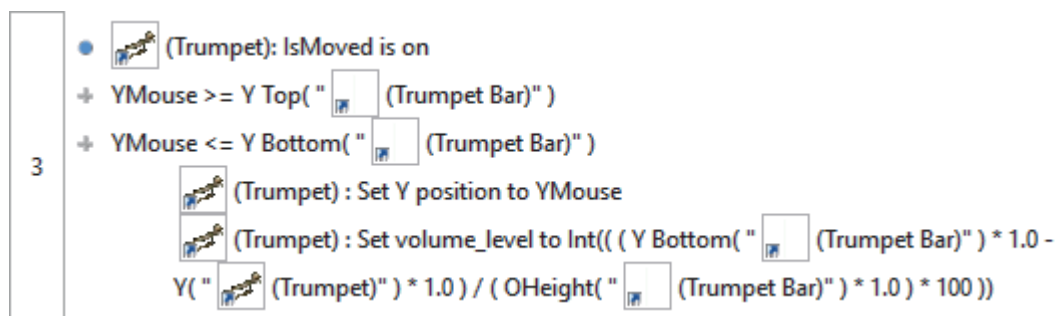 (Trumpet): IsMoved is on
YMouse >= Y Top( " (Trumpet Bar)" )
YMouse <= Y Bottom( " (Trumpet Bar)" )
3
(Trumpet) : Set Y position to YMouse
(Trumpet) : Set volume_level to Int(( ( Y Bottom( " (Trumpet Bar)" ) * 1.0 -
Y( " (Trumpet)" ) * 1.0 ) / ( OHeight( " (Trumpet Bar)" ) * 1.0 ) * 100 ))